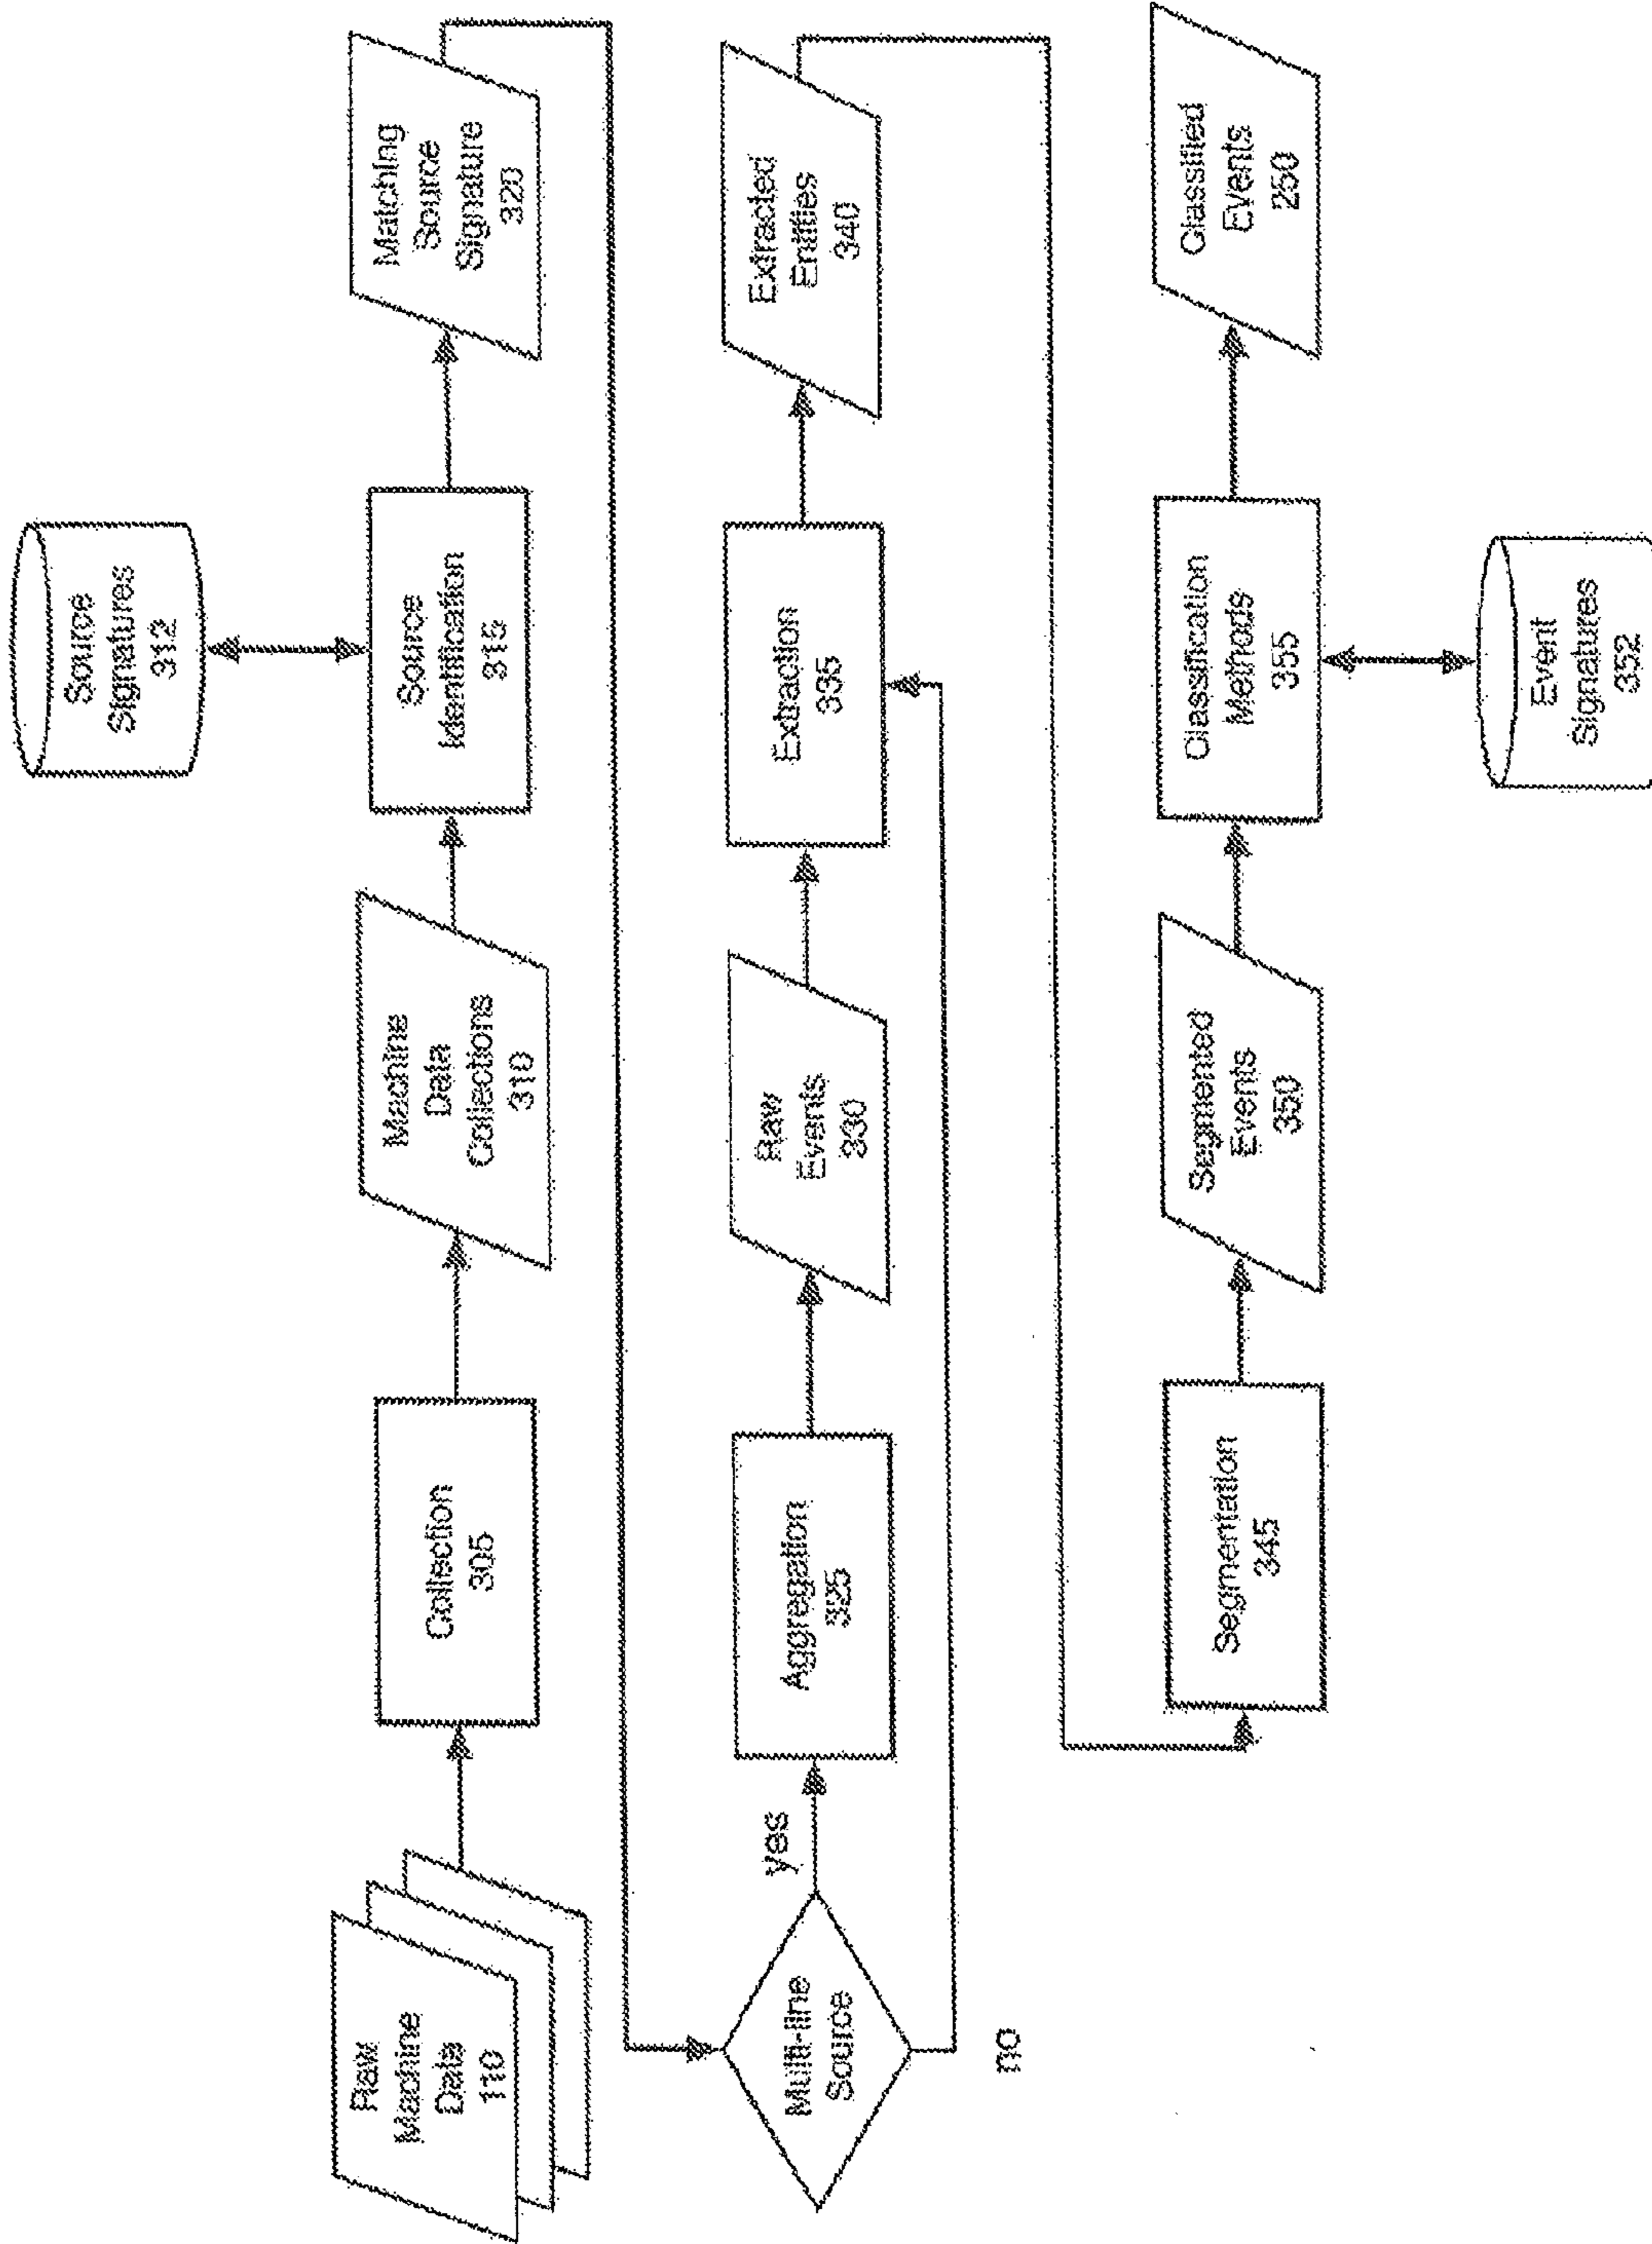 Source
Signatures
312
Raw
Machine
Data
110
Collection
305
Machine
Data
Collections
310
Source
Identification
315
Matching
Source
Signature
320
Multi-line
Source
yes
no
Aggregation
325
Raw
Events
330
Extraction
335
Extracted
Entities
340
Segmentation
345
Segmented
Events
350
Classification
Methods
355
Classified
Events
250
Event
Signatures
352